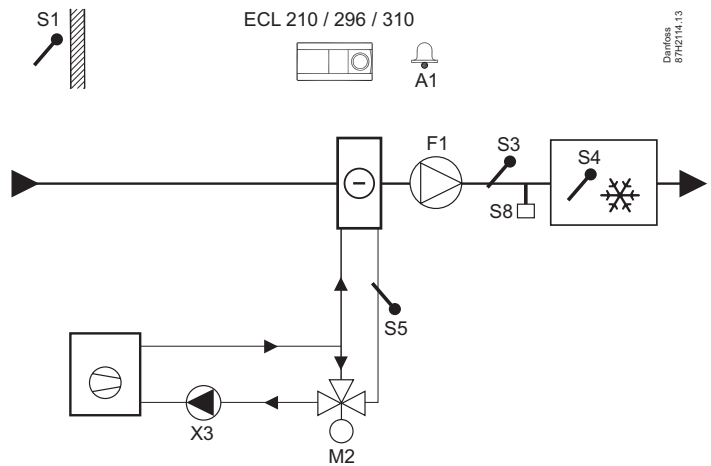 S1
ECL 210 / 296 / 310
A1
Danfoss
87H2114.13
F1
S3
S4
S8
S5
X3
M2